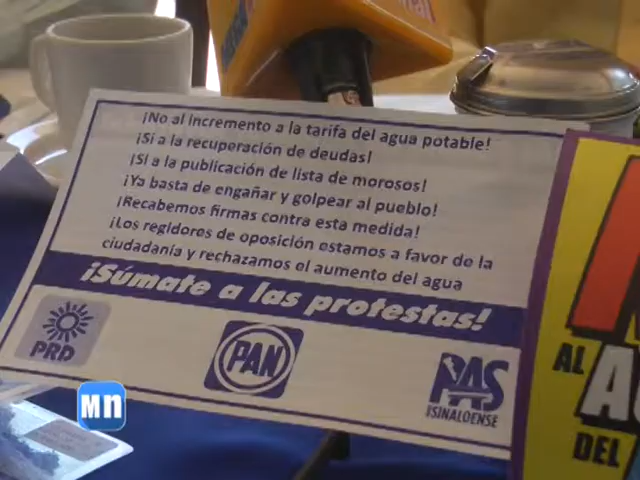 ¡No al incremento a la tarifa del agua potable!
¡Si a la recuperación de deudas!
¡Si a la publicación de lista de morosos!
¡Ya basta de engañar y golpear al pueblo!
¡Recabemos firmas contra esta medida!
¡Los regidores de oposición estamos a favor de la
ciudadanía y rechazamos el aumento del agua
¡Súmate a las protestas!
PRD
PAN
PAS
SINALOENSE
Mn
AL
DEL